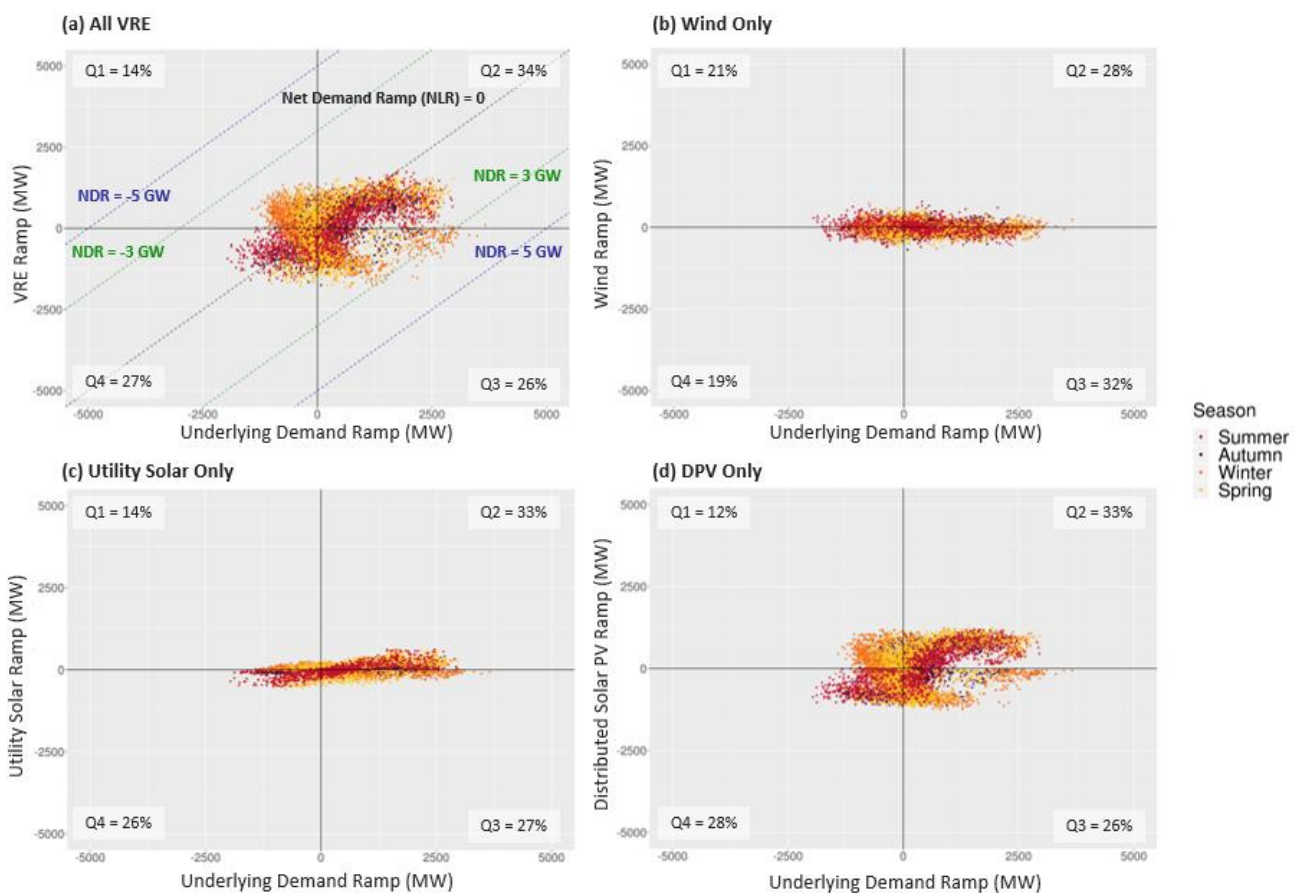 (a) All VRE
Q1 = 14%
Q2 = 34%
Net Demand Ramp (NLR) = 0
NDR = 3 GW
NDR = -5 GW
NDR = -3 GW
NDR = 5 GW
Q4 = 27%
Q3 = 26%
5000
2500
0
-2500
-5000
VRE Ramp (MW)
-5000 -2500 0 2500 5000
Underlying Demand Ramp (MW)
(b) Wind Only
Q1 = 21%
Q2 = 28%
Q4 = 19%
Q3 = 32%
5000
2500
0
-2500
-5000
Wind Ramp (MW)
-5000 -2500 0 2500 5000
Underlying Demand Ramp (MW)
(c) Utility Solar Only
Q1 = 14%
Q2 = 33%
Q4 = 26%
Q3 = 27%
5000
2500
0
-2500
-5000
Utility Solar Ramp (MW)
-5000 -2500 0 2500 5000
Underlying Demand Ramp (MW)
(d) DPV Only
Q1 = 12%
Q2 = 33%
Q4 = 28%
Q3 = 26%
5000
2500
0
-2500
-5000
Distributed Solar PV Ramp (MW)
-5000 -2500 0 2500 5000
Underlying Demand Ramp (MW)
Season
Summer
Autumn
Winter
Spring